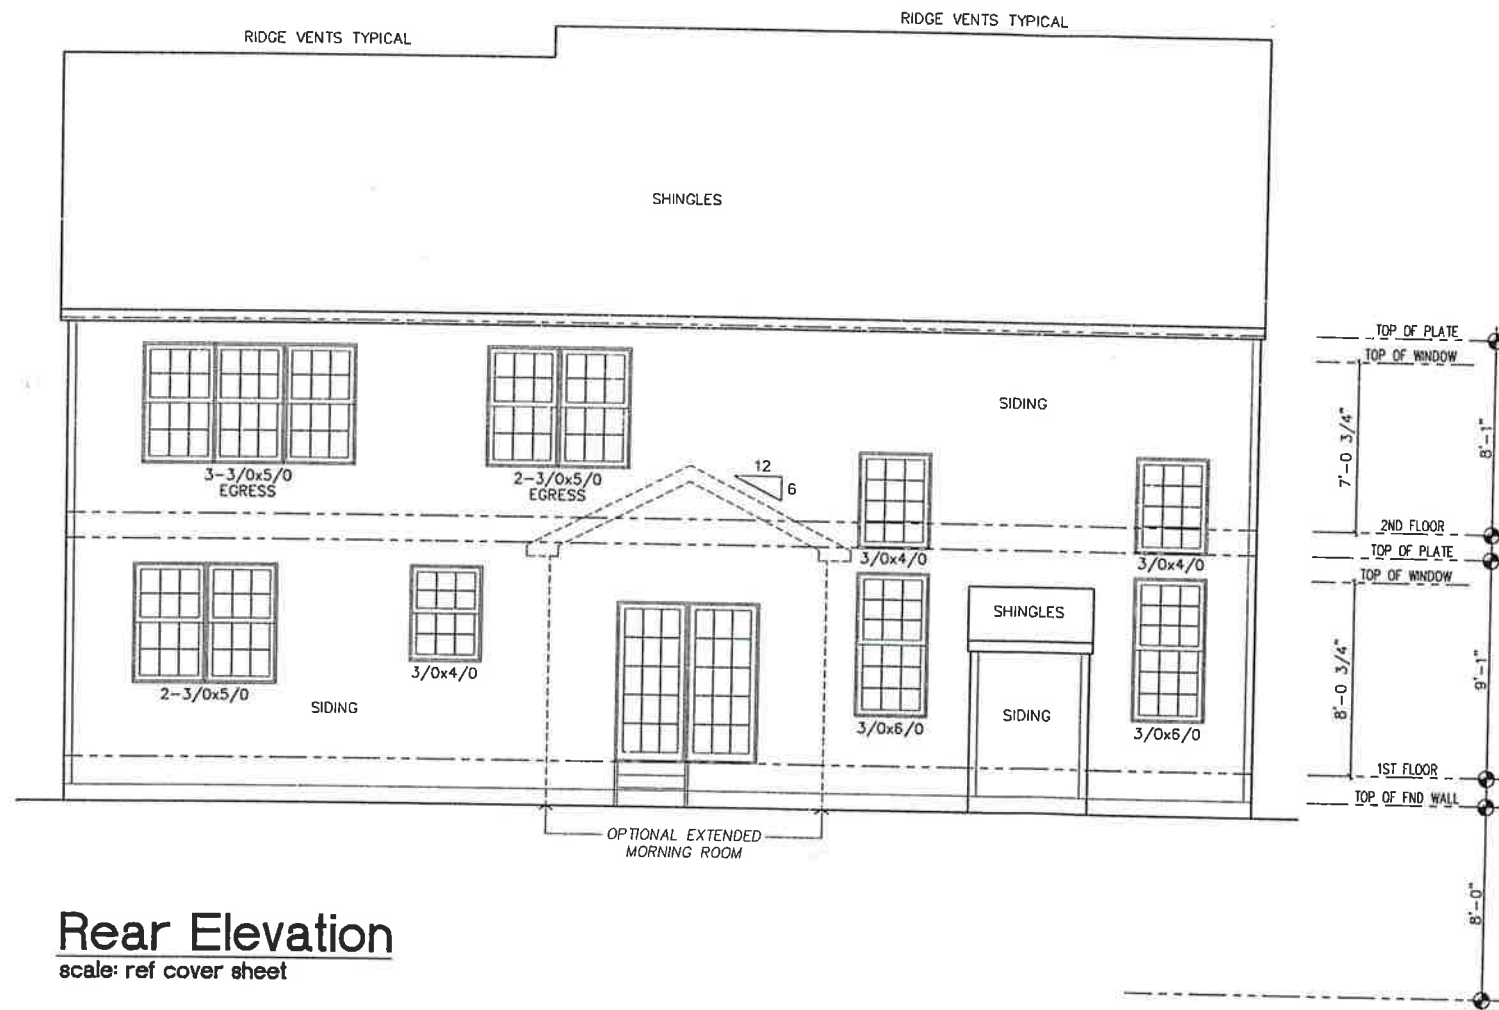 RIDGE VENTS TYPICAL
RIDGE VENTS TYPICAL
SHINGLES
TOP OF PLATE
TOP OF WINDOW
SIDING
7'-0 3/4"
8'-1"
3-3/0x5/0
EGRESS
2-3/0x5/0
EGRESS
12
6
2ND FLOOR
TOP OF PLATE
3/0x4/0
3/0x4/0
TOP OF WINDOW
SHINGLES
3/0x4/0
8'-0 3/4"
9'-1"
2-3/0x5/0
SIDING
SIDING
3/0x6/0
3/0x6/0
1ST FLOOR
TOP OF FND WALL
OPTIONAL EXTENDED
MORNING ROOM
8'-0"
Rear Elevation
scale: ref cover sheet